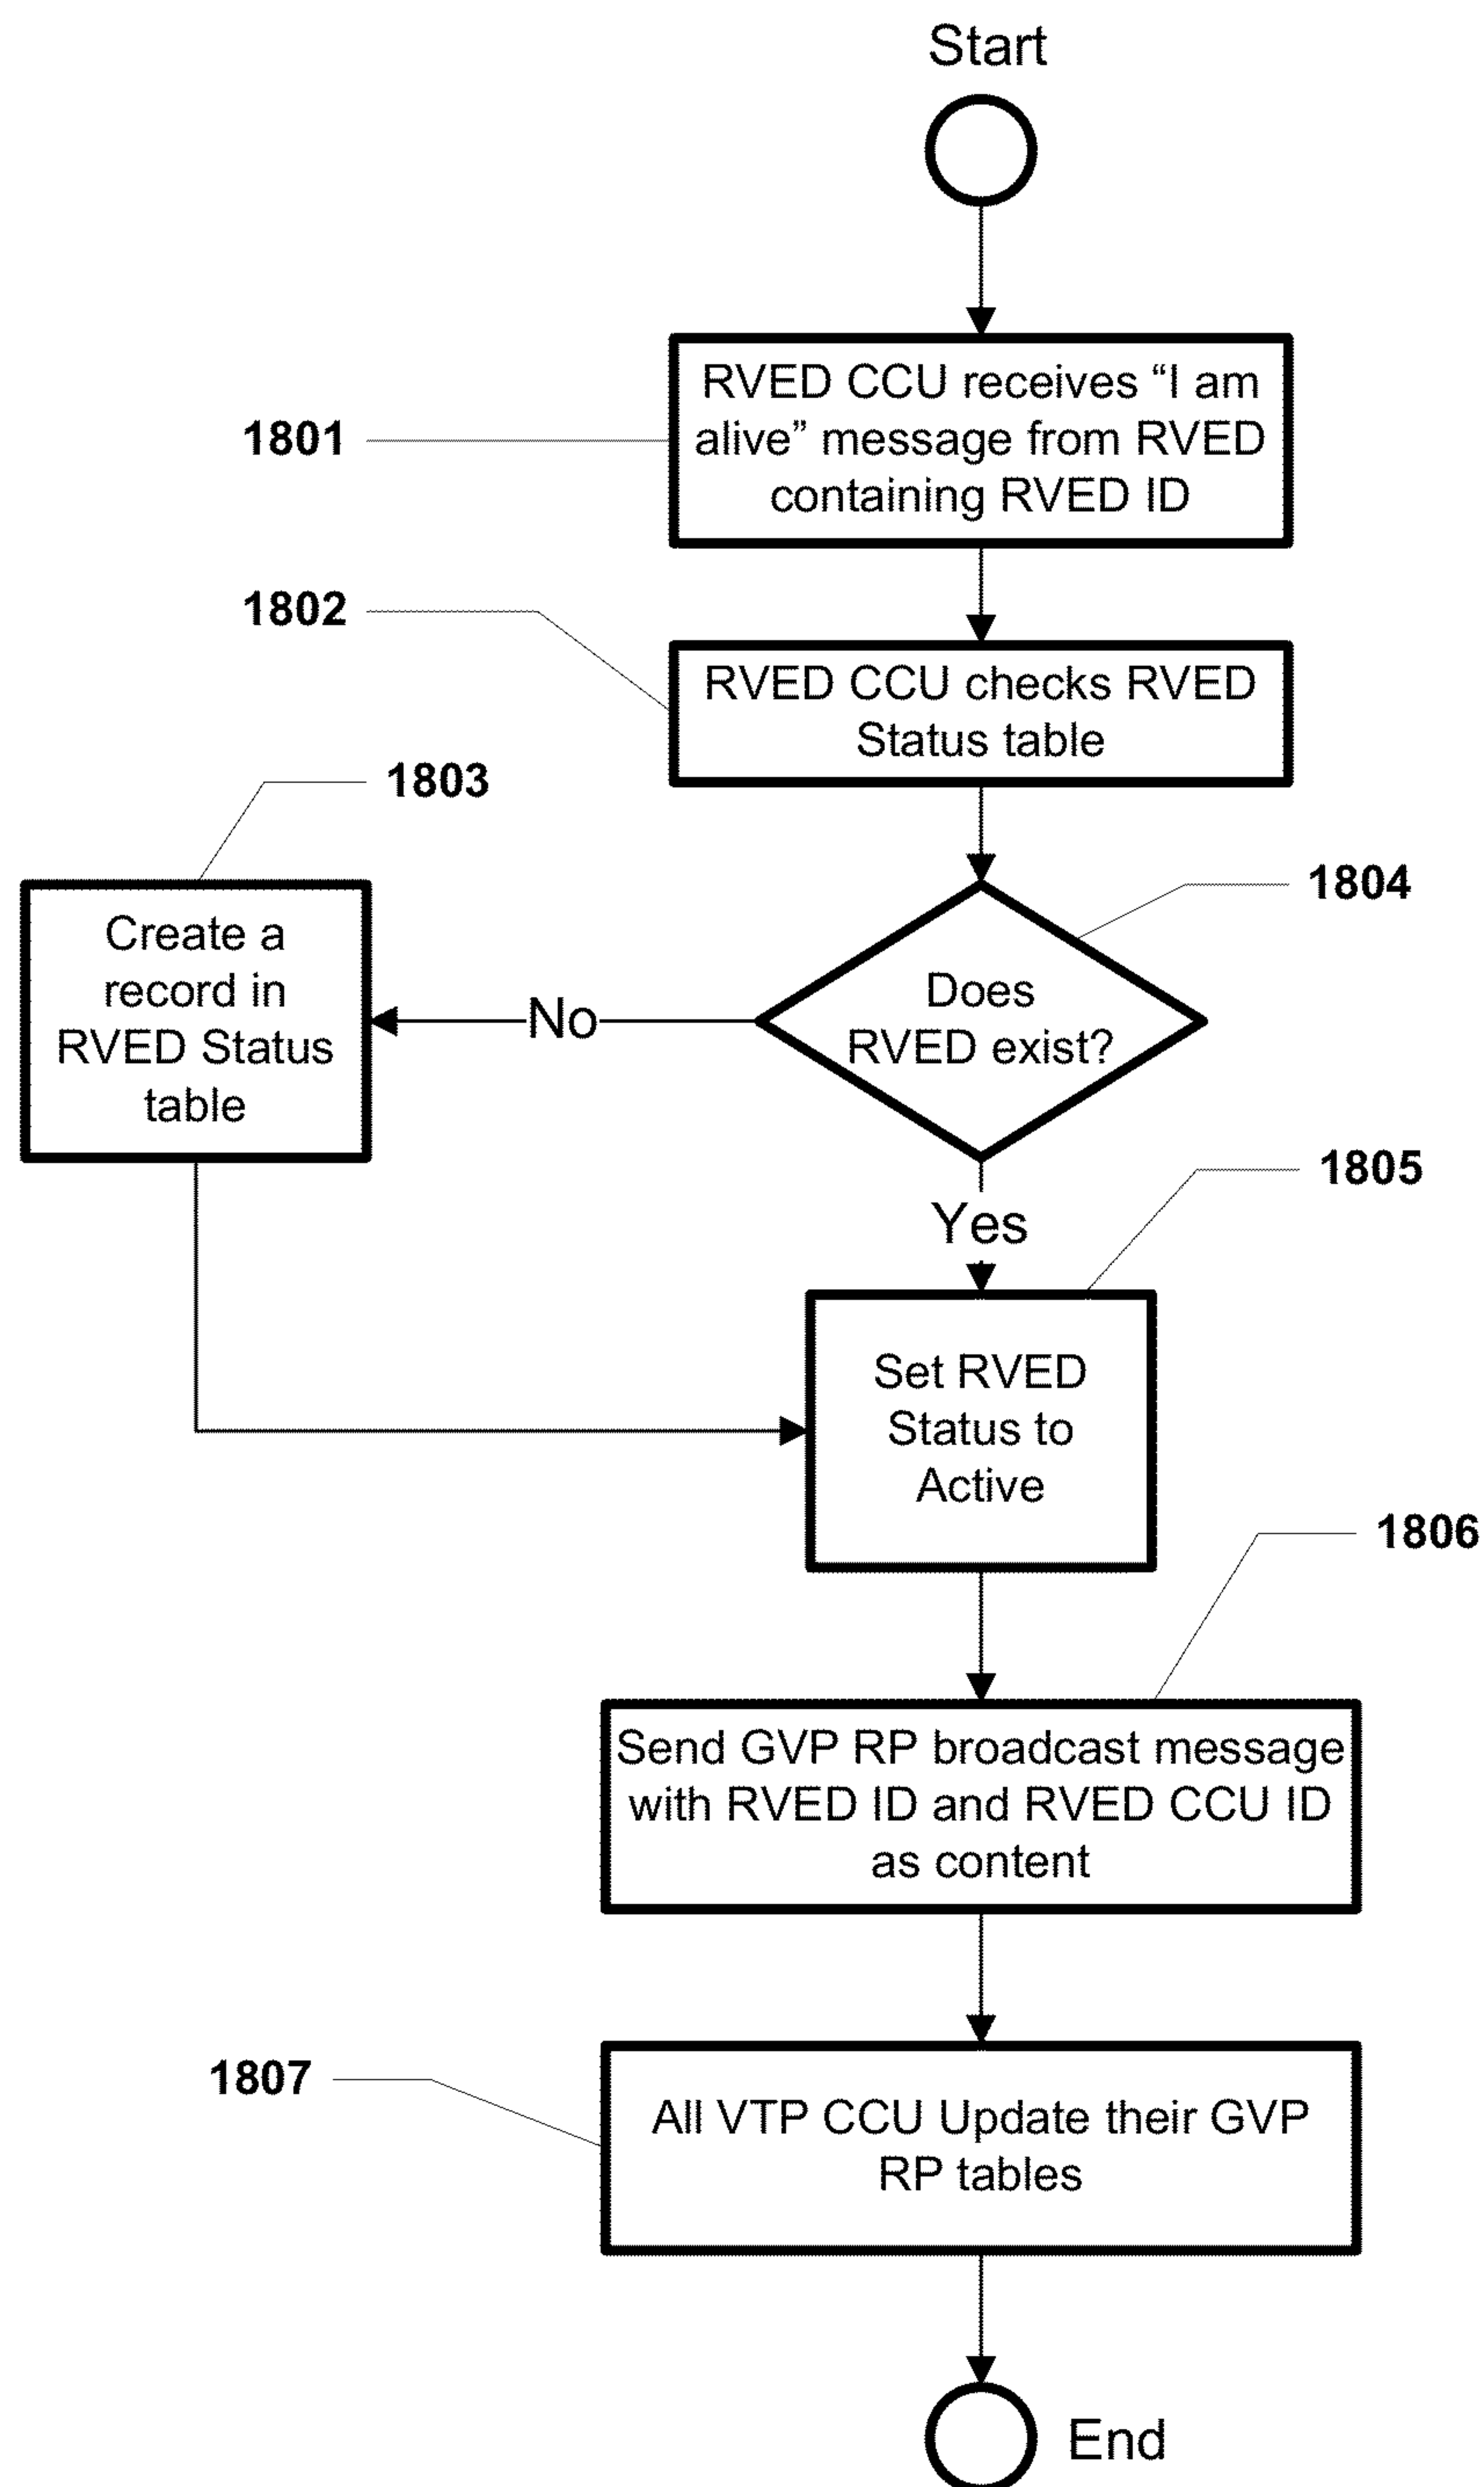 Start
RVED CCU receives “I am
alive” message from RVED
containing RVED ID
1801
1802
RVED CCU checks RVED
Status table
1803
1804
Create a
record in
RVED Status
table
No
Does
RVED exist?
1805
Yes
Set RVED
Status to
Active
1806
Send GVP RP broadcast message
with RVED ID and RVED CCU ID
as content
1807
All VTP CCU Update their GVP
RP tables
End